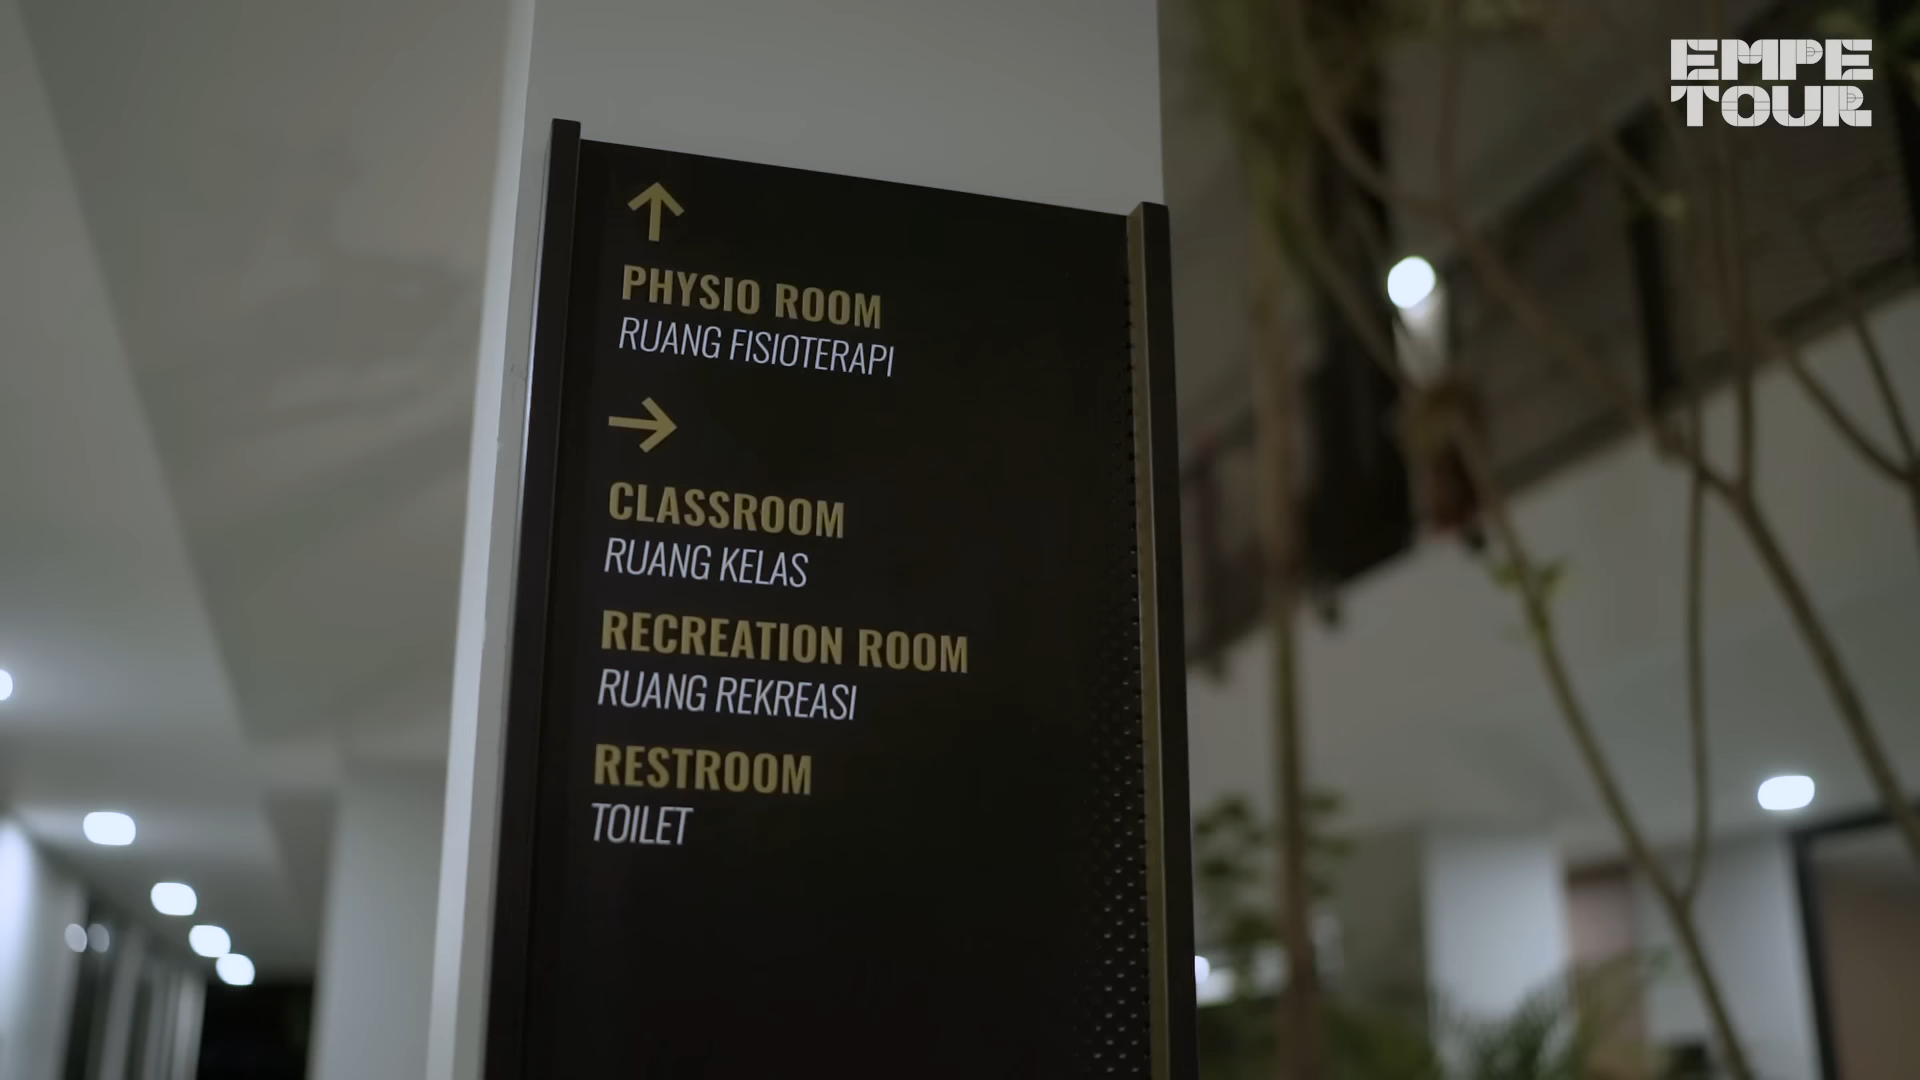 EMPE
TOUR
PHYSIO ROOM
RUANG FISIOTERAPI
CLASSROOM
RUANG KELAS
RECREATION ROOM
RUANG REKREASI
RESTROOM
TOILET